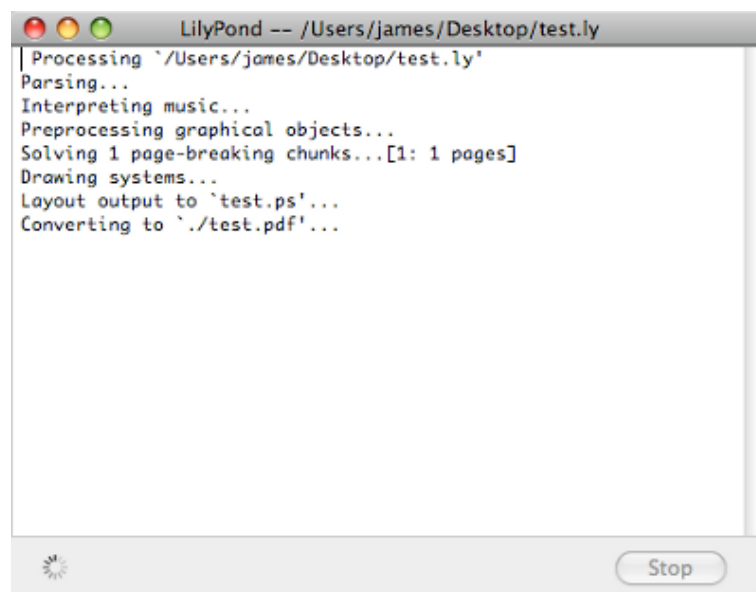 LilyPond -- /Users/james/Desktop/test.ly
Processing `/Users/james/Desktop/test.ly'
Parsing...
Interpreting music...
Preprocessing graphical objects...
Solving 1 page-breaking chunks...[1: 1 pages]
Drawing systems...
Layout output to `test.ps'...
Converting to `./test.pdf'...
Stop